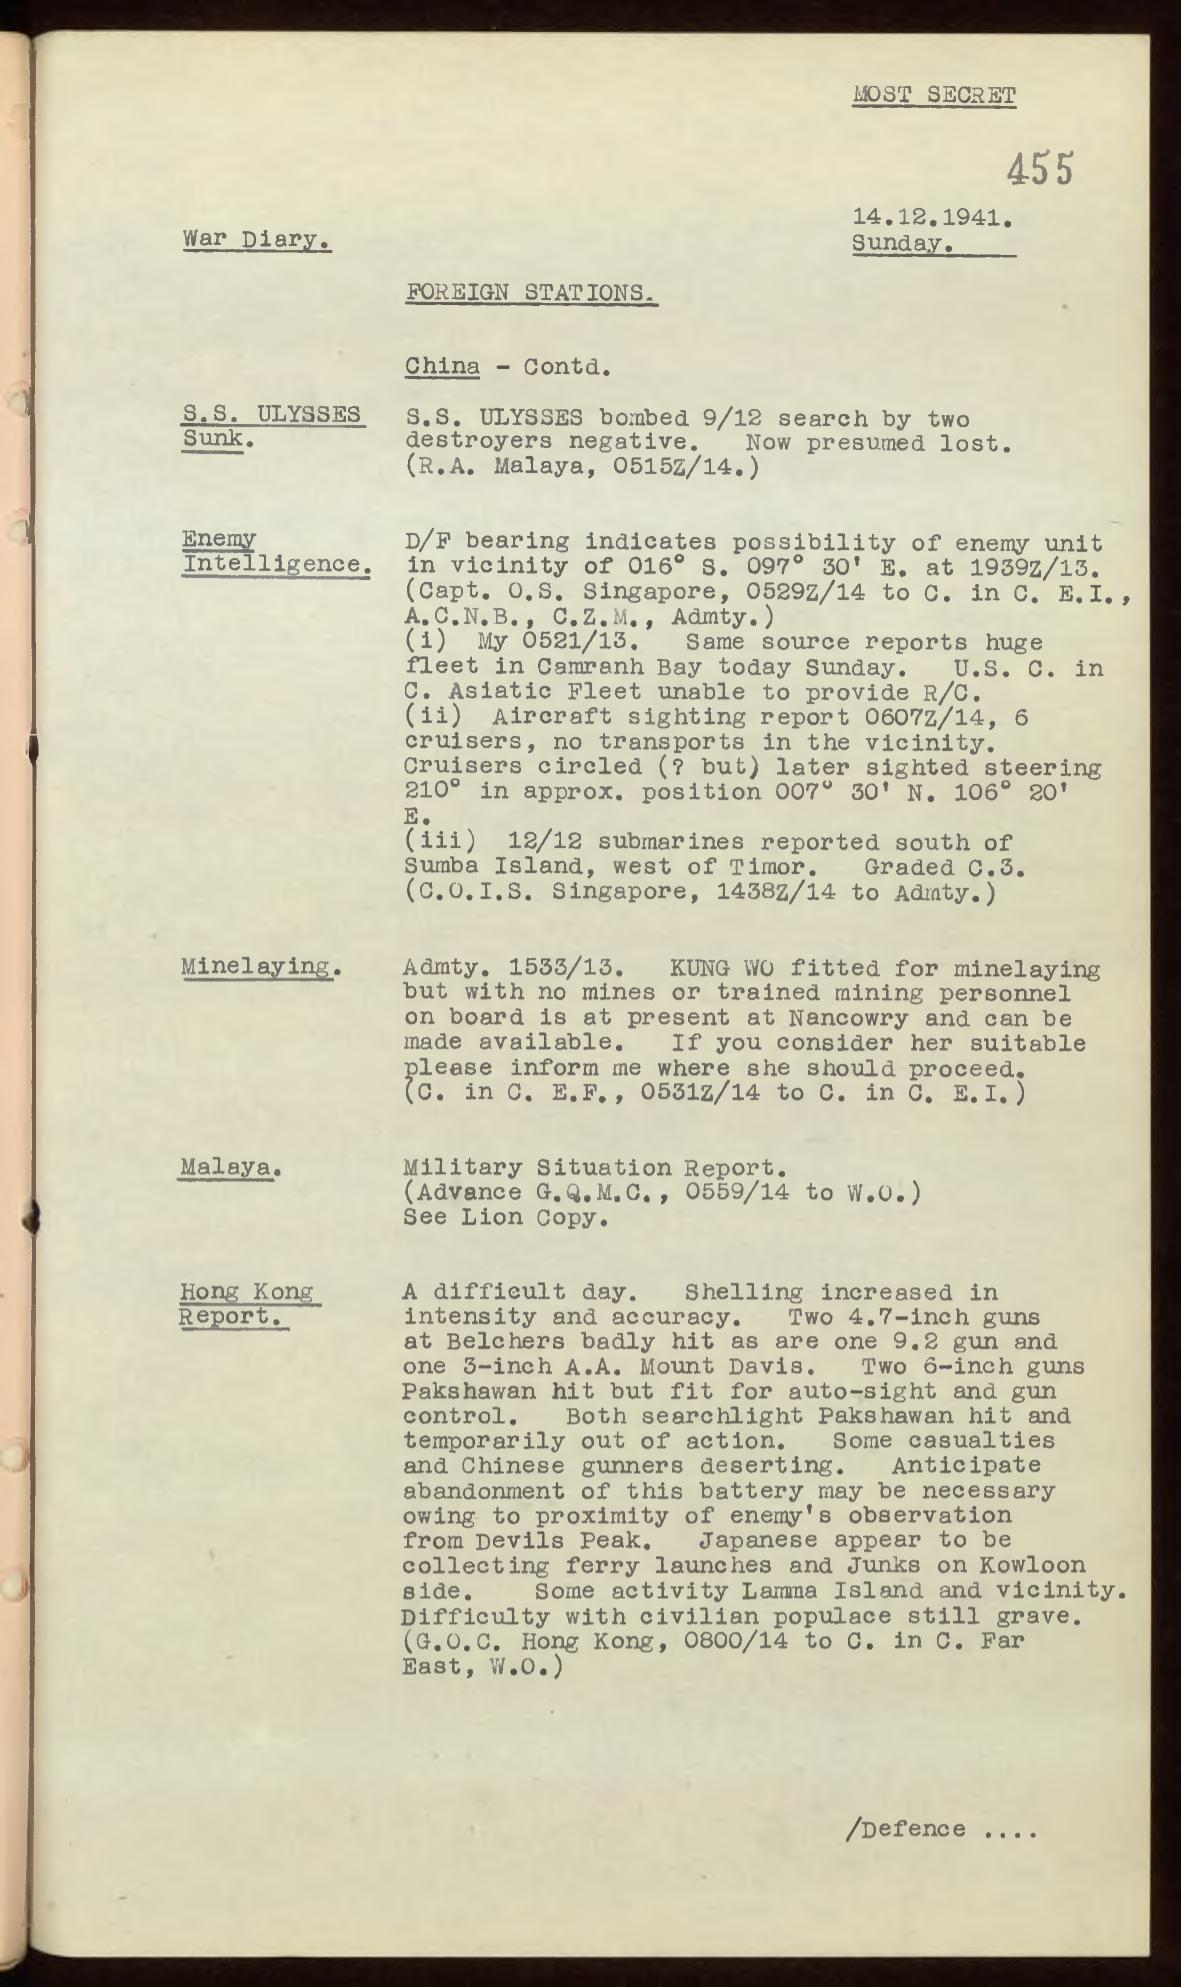 MOST SECRET
455
14.12.1941.
War Diary.
Sunday.
FOREIGN STATIONS.
China - Contd.
S.S. ULYSSES
Sunk.
S.S. ULYSSES bombed 9/12 search by two
destroyers negative. Now presumed lost.
(R.A. Malaya, 0515Z/14.)
Enemy
Intelligence.
D/F bearing indicates possibility of enemy unit
in vicinity of 016° S. 097° 30' E. at 1939Z/13.
(Capt. O.S. Singapore, 0529Z/14 to C. in C. E.I.,
A.C.N.B., C.Z.M., Admty.)
(i) My 0521/13. Same source reports huge
fleet in Camranh Bay today Sunday. U.S. C. in
C. Asiatic Fleet unable to provide R/C.
(ii) Aircraft sighting report 0607Z/14, 6
cruisers, no transports in the vicinity.
Cruisers circled (? but) later sighted steering
210° in approx. position 007° 30' N. 106° 20'
E.
(iii) 12/12 submarines reported south of
Sumba Island, west of Timor. Graded C.3.
(C.O.I.S. Singapore, 1438Z/14 to Admty.)
Minelaying.
Admty. 1533/13. KUNG WO fitted for minelaying
but with no mines or trained mining personnel
on board is at present at Nancowry and can be
made available. If you consider her suitable
please inform me where she should proceed.
(C. in C. E.F., 0531Z/14 to C. in C. E.I.)
Malaya.
Military Situation Report.
(Advance G.Q.M.C., 0559/14 to W.O.)
See Lion Copy.
Hong Kong
Report.
A difficult day. Shelling increased in
intensity and accuracy. Two 4.7-inch guns
at Belchers badly hit as are one 9.2 gun and
one 3-inch A.A. Mount Davis. Two 6-inch guns
Pakshawan hit but fit for auto-sight and gun
control. Both searchlight Pakshawan hit and
temporarily out of action. Some casualties
and Chinese gunners deserting. Anticipate
abandonment of this battery may be necessary
owing to proximity of enemy's observation
from Devils Peak. Japanese appear to be
collecting ferry launches and Junks on Kowloon
side. Some activity Lamma Island and vicinity.
Difficulty with civilian populace still grave.
(G.O.C. Hong Kong, 0800/14 to C. in C. Far
East, W.O.)
/Defence ....